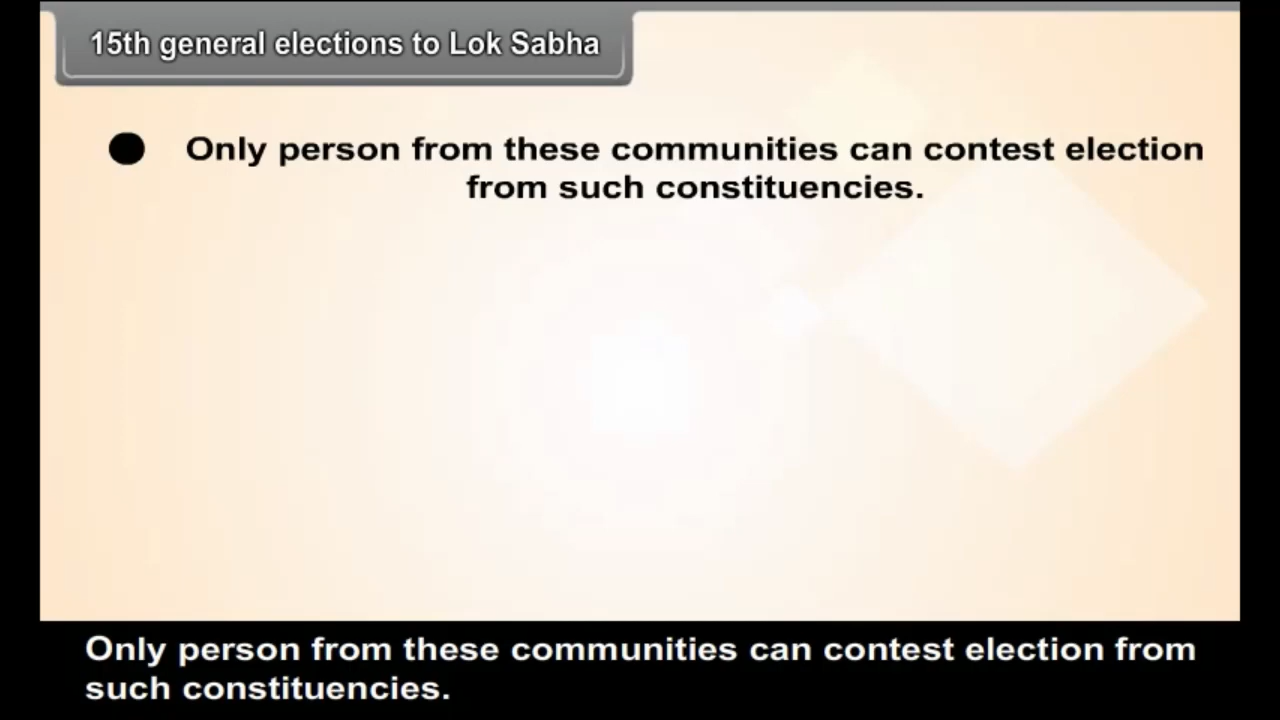 15th general elections to Lok Sabha
Only person from these communities can contest election
from such constituencies.
Only person from these communities can contest election from
such constituencies.